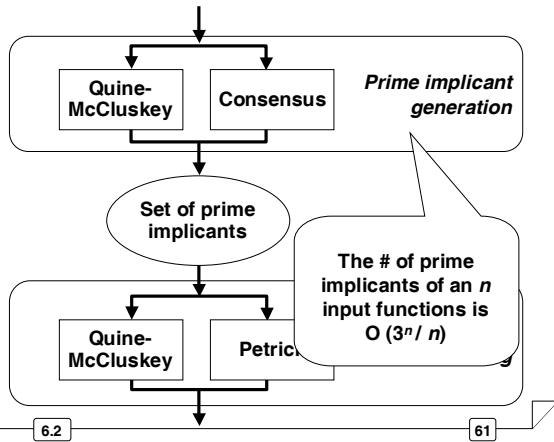 Quine-
McCluskey
Consensus
Prime implicant
generation
Set of prime
implicants
The # of prime
implicants of an n
input functions is
O (3ⁿ / n)
Quine-
McCluskey
6.2
61